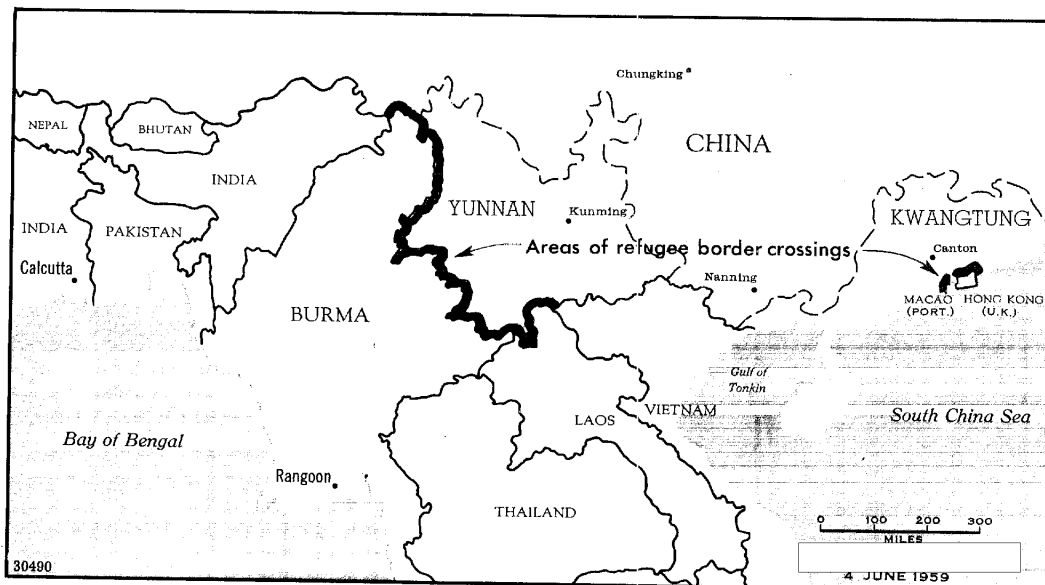 Chungking
CHINA
NEPAL
BHUTAN
INDIA
YUNNAN
Kunming
KWANGTUNG
INDIA
PAKISTAN
Areas of refugee border crossings
Canton
Calcutta
Nanning
MACAO
(PORT.)
HONG KONG
(U.K.)
BURMA
Gulf of
Tonkin
VIETNAM
South China Sea
LAOS
Bay of Bengal
Rangoon
THAILAND
0 100 200 300
MILES
30490
4 JUNE 1959